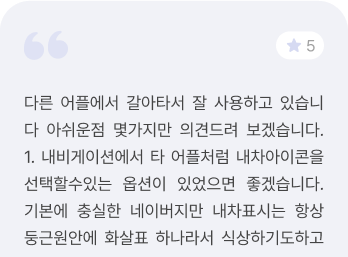 5
다른 어플에서 갈아타서 잘 사용하고 있습니
다 아쉬운점 몇가지만 의견드려 보겠습니다.
1. 내비게이션에서 타 어플처럼 내차아이콘을
선택할수있는 옵션이 있었으면 좋겠습니다.
기본에 충실한 네이버지만 내차표시는 항상
둥근원안에 화살표 하나라서 식상하기도하고